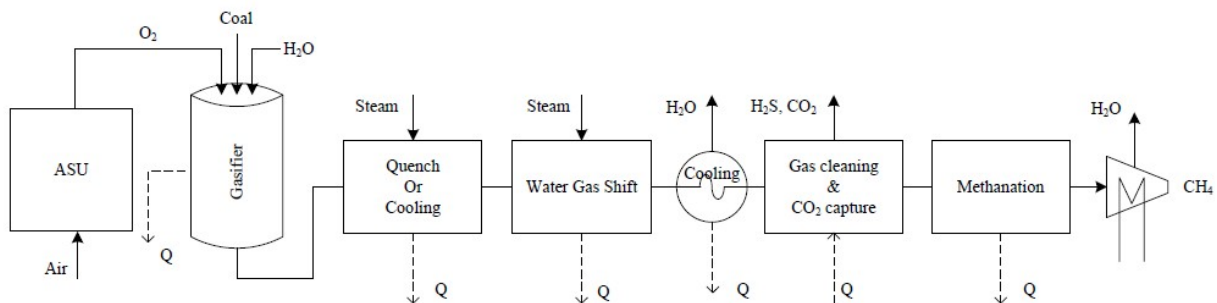 Coal
O₂
H₂O
Steam
Steam
H₂O
H₂S, CO₂
H₂O
ASU
Gasifier
Quench
Or
Cooling
Water Gas Shift
Cooling
Gas cleaning
&
CO₂ capture
Methanation
CH₄
Air
Q
Q
Q
Q
Q
Q